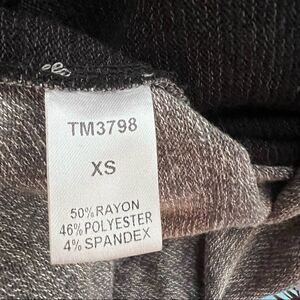 TM3798
XS
50% RAYON
46% POLYESTER
4% SPANDEX